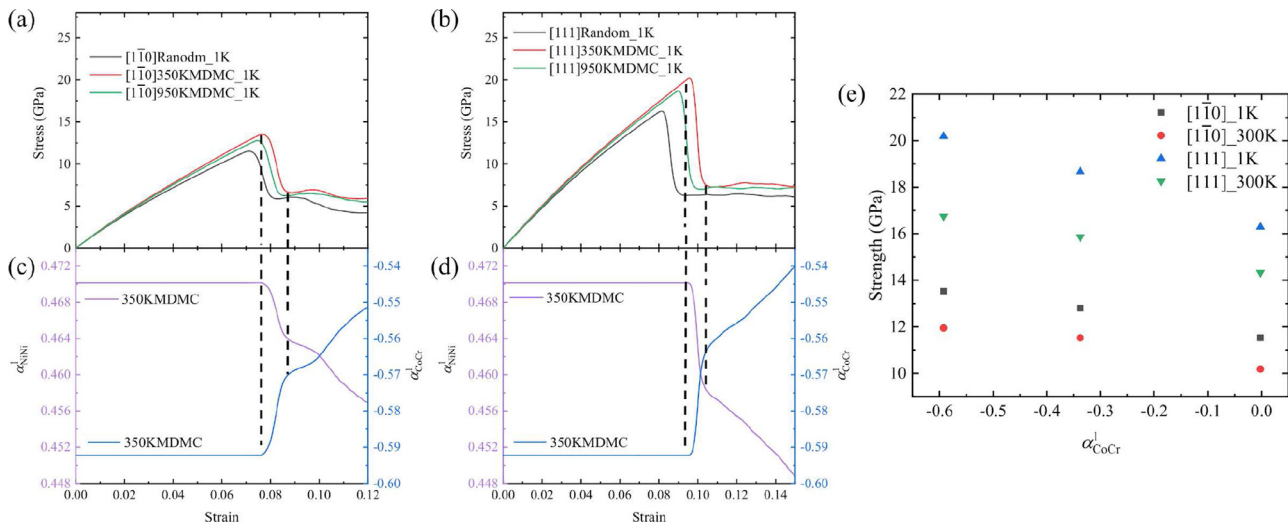 (a)
[11̅0]Ranodm_1K
[11̅0]350KMDMC_1K
[11̅0]950KMDMC_1K
Stress (GPa)
25
20
15
10
5
0
(b)
[111]Random_1K
[111]350KMDMC_1K
[111]950KMDMC_1K
Stress (GPa)
25
20
15
10
5
0
(c)
350KMDMC
350KMDMC
α¹NiNi
0.472
0.468
0.464
0.460
0.456
0.452
0.448
α¹CoCr
-0.54
-0.55
-0.56
-0.57
-0.58
-0.59
-0.60
0.00 0.02 0.04 0.06 0.08 0.10 0.12
Strain
(d)
350KMDMC
350KMDMC
α¹NiNi
0.472
0.468
0.464
0.460
0.456
0.452
0.448
α¹CoCr
-0.54
-0.55
-0.56
-0.57
-0.58
-0.59
-0.60
0.00 0.02 0.04 0.06 0.08 0.10 0.12 0.14
Strain
(e)
[11̅0]_1K
[11̅0]_300K
[111]_1K
[111]_300K
Strength (GPa)
22
20
18
16
14
12
10
-0.6 -0.5 -0.4 -0.3 -0.2 -0.1 0.0
α¹CoCr